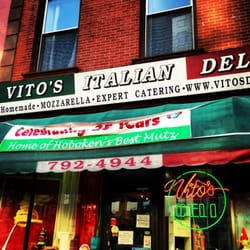 VITO'S ITALIAN DEL
Homemade • MOZZARELLA • EXPERT CATERING • WWW.VITOSD
Celebrating Years
Home of Hoboken's Best Mutz
792-4944
Vito's
DELI